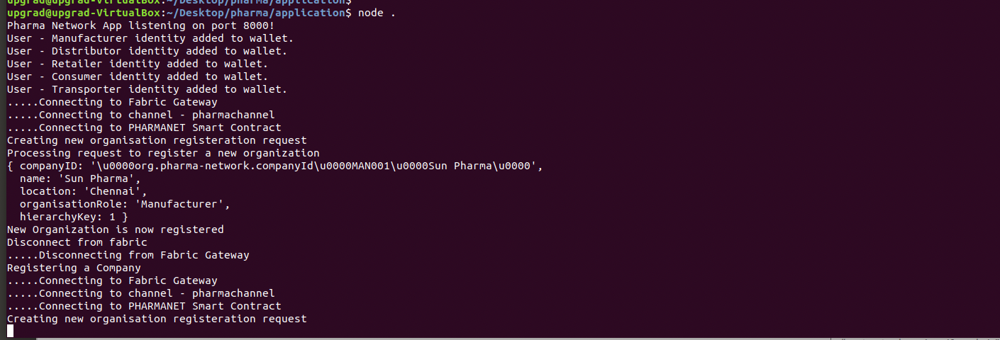 upgrad@upgrad-VirtualBox:~/Desktop/pharma/application$
upgrad@upgrad-VirtualBox:~/Desktop/pharma/application$ node .
Pharma Network App listening on port 8000!
User - Manufacturer identity added to wallet.
User - Distributor identity added to wallet.
User - Retailer identity added to wallet.
User - Consumer identity added to wallet.
User - Transporter identity added to wallet.
.....Connecting to Fabric Gateway
.....Connecting to channel - pharmachannel
.....Connecting to PHARMANET Smart Contract
Creating new organisation registeration request
Processing request to register a new organization
{ companyID: '\u0000org.pharma-network.companyId\u0000MAN001\u0000Sun Pharma\u0000',
  name: 'Sun Pharma',
  location: 'Chennai',
  organisationRole: 'Manufacturer',
  hierarchyKey: 1 }
New Organization is now registered
Disconnect from fabric
.....Disconnecting from Fabric Gateway
Registering a Company
.....Connecting to Fabric Gateway
.....Connecting to channel - pharmachannel
.....Connecting to PHARMANET Smart Contract
Creating new organisation registeration request